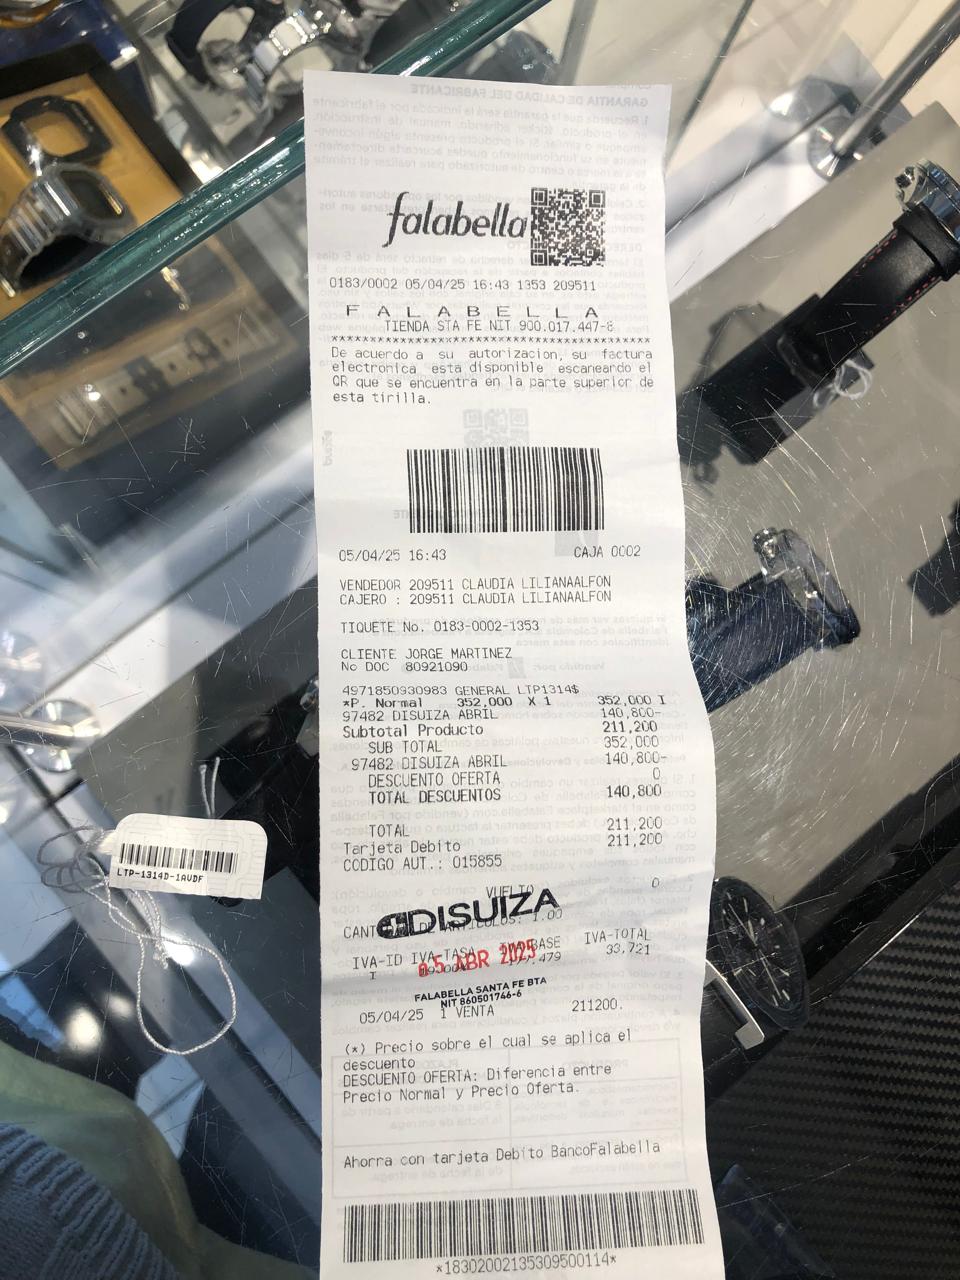 falabella
0183/0002 05/04/25 16:43 1353 209511
F A L A B E L L A
TIENDA STA FE NIT 900.017.447-8
****************************************
De acuerdo a su autorizacion, su factura
electronica esta disponible escaneando el
QR que se encuentra en la parte superior de
esta tirilla.
05/04/25 16:43 CAJA 0002
VENDEDOR 209511 CLAUDIA LILIANAALFON
CAJERO : 209511 CLAUDIA LILIANAALFON
TIQUETE No. 0183-0002-1353
CLIENTE JORGE MARTINEZ
No DOC 80921090
4971850930983 GENERAL LTP1314$
*P. Normal 352,000 X 1 352,000 I
97482 DISUIZA ABRIL 140,800-
Subtotal Producto 211,200
SUB TOTAL 352,000
97482 DISUIZA ABRIL 140,800-
DESCUENTO OFERTA 0
TOTAL DESCUENTOS 140,800
TOTAL 211,200
Tarjeta Debito 211,200
CODIGO AUT.: 015855
VUELTO 0
DISUIZA
1.00
IVA-ID IVA-TASA BASE IVA-TOTAL
I 33,721
05 ABR 2025
FALABELLA SANTA FE BTA
NIT 860501746-6
05/04/25 1 VENTA 211200.
(*) Precio sobre el cual se aplica el
descuento
DESCUENTO OFERTA: Diferencia entre
Precio Normal y Precio Oferta.
Ahorra con tarjeta Debito BancoFalabella
*18302002135309500114*
LTP-1314D-1AVDF